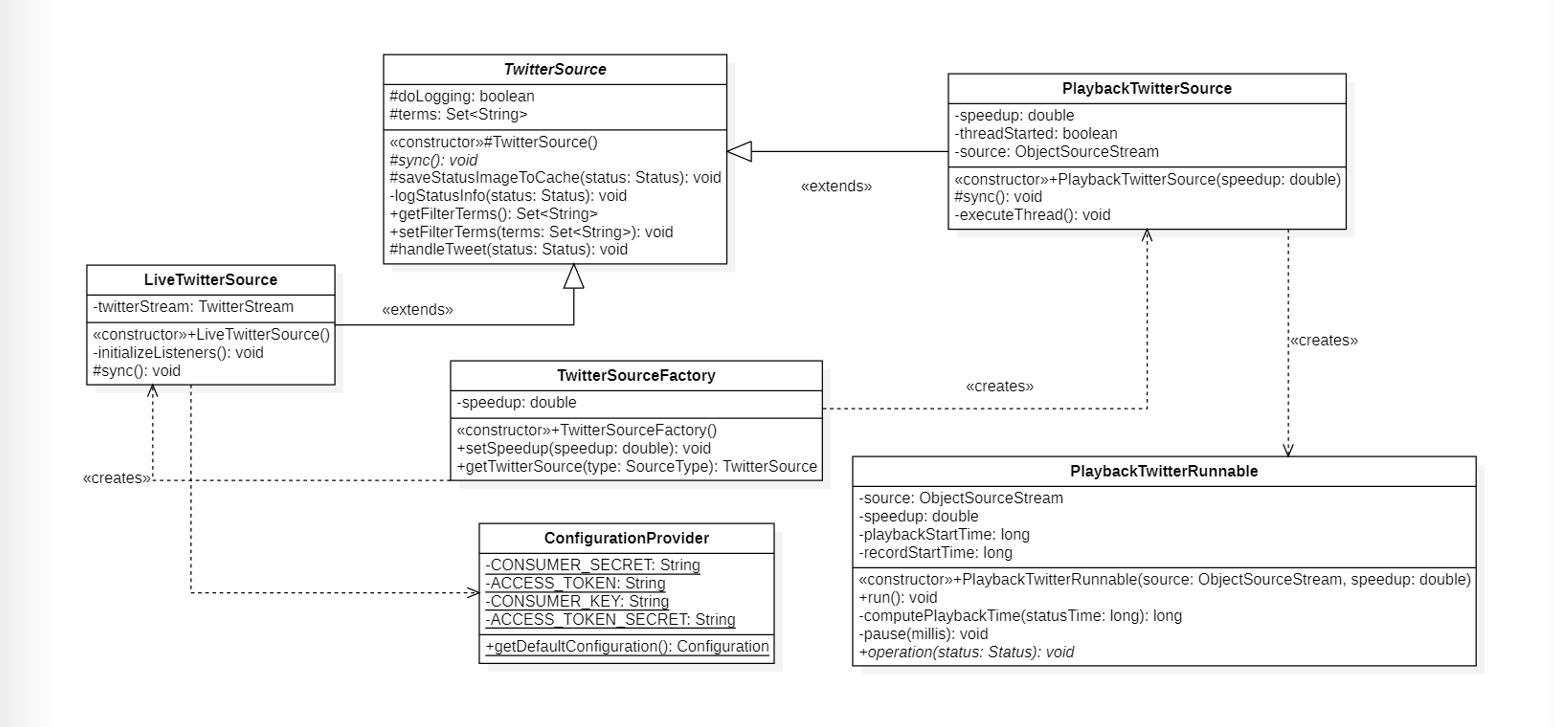 TwitterSource
#doLogging: boolean
#terms: Set<String>
«constructor»#TwitterSource()
#sync(): void
#saveStatusImageToCache(status: Status): void
-logStatusInfo(status: Status): void
+getFilterTerms(): Set<String>
+setFilterTerms(terms: Set<String>): void
#handleTweet(status: Status): void
PlaybackTwitterSource
-speedup: double
-threadStarted: boolean
-source: ObjectSourceStream
«constructor»+PlaybackTwitterSource(speedup: double)
#sync(): void
-executeThread(): void
«extends»
LiveTwitterSource
-twitterStream: TwitterStream
«constructor»+LiveTwitterSource()
-initializeListeners(): void
#sync(): void
«extends»
«creates»
TwitterSourceFactory
-speedup: double
«constructor»+TwitterSourceFactory()
+setSpeedup(speedup: double): void
+getTwitterSource(type: SourceType): TwitterSource
«creates»
«creates»
PlaybackTwitterRunnable
-source: ObjectSourceStream
-speedup: double
-playbackStartTime: long
-recordStartTime: long
«constructor»+PlaybackTwitterRunnable(source: ObjectSourceStream, speedup: double)
+run(): void
-computePlaybackTime(statusTime: long): long
-pause(millis): void
+operation(status: Status): void
ConfigurationProvider
-CONSUMER_SECRET: String
-ACCESS_TOKEN: String
-CONSUMER_KEY: String
-ACCESS_TOKEN_SECRET: String
+getDefaultConfiguration(): Configuration